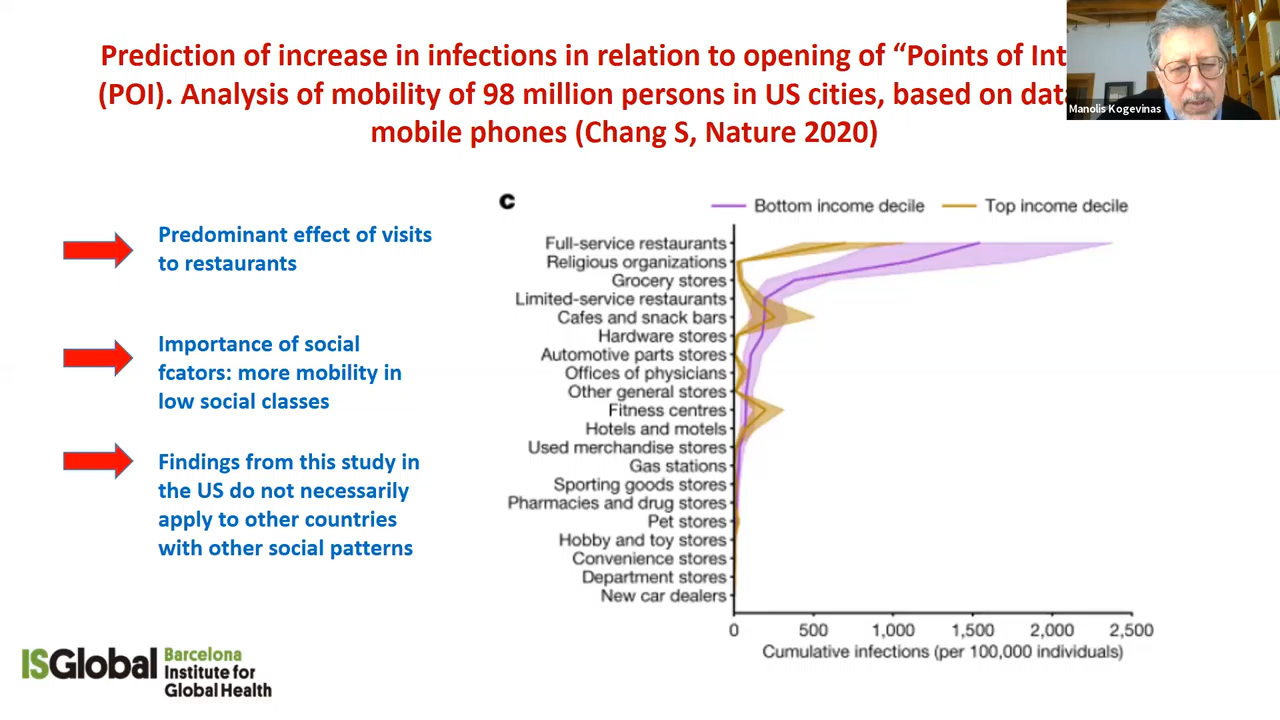 Prediction of increase in infections in relation to opening of “Points of Int
(POI). Analysis of mobility of 98 million persons in US cities, based on data
mobile phones (Chang S, Nature 2020)
Manolis Kogevinas
Predominant effect of visits
to restaurants
Importance of social
fcators: more mobility in
low social classes
Findings from this study in
the US do not necessarily
apply to other countries
with other social patterns
c
Bottom income decile
Top income decile
Full-service restaurants
Religious organizations
Grocery stores
Limited-service restaurants
Cafes and snack bars
Hardware stores
Automotive parts stores
Offices of physicians
Other general stores
Fitness centres
Hotels and motels
Used merchandise stores
Gas stations
Sporting goods stores
Pharmacies and drug stores
Pet stores
Hobby and toy stores
Convenience stores
Department stores
New car dealers
0 500 1,000 1,500 2,000 2,500
Cumulative infections (per 100,000 individuals)
ISGlobal
Barcelona
Institute for
Global Health